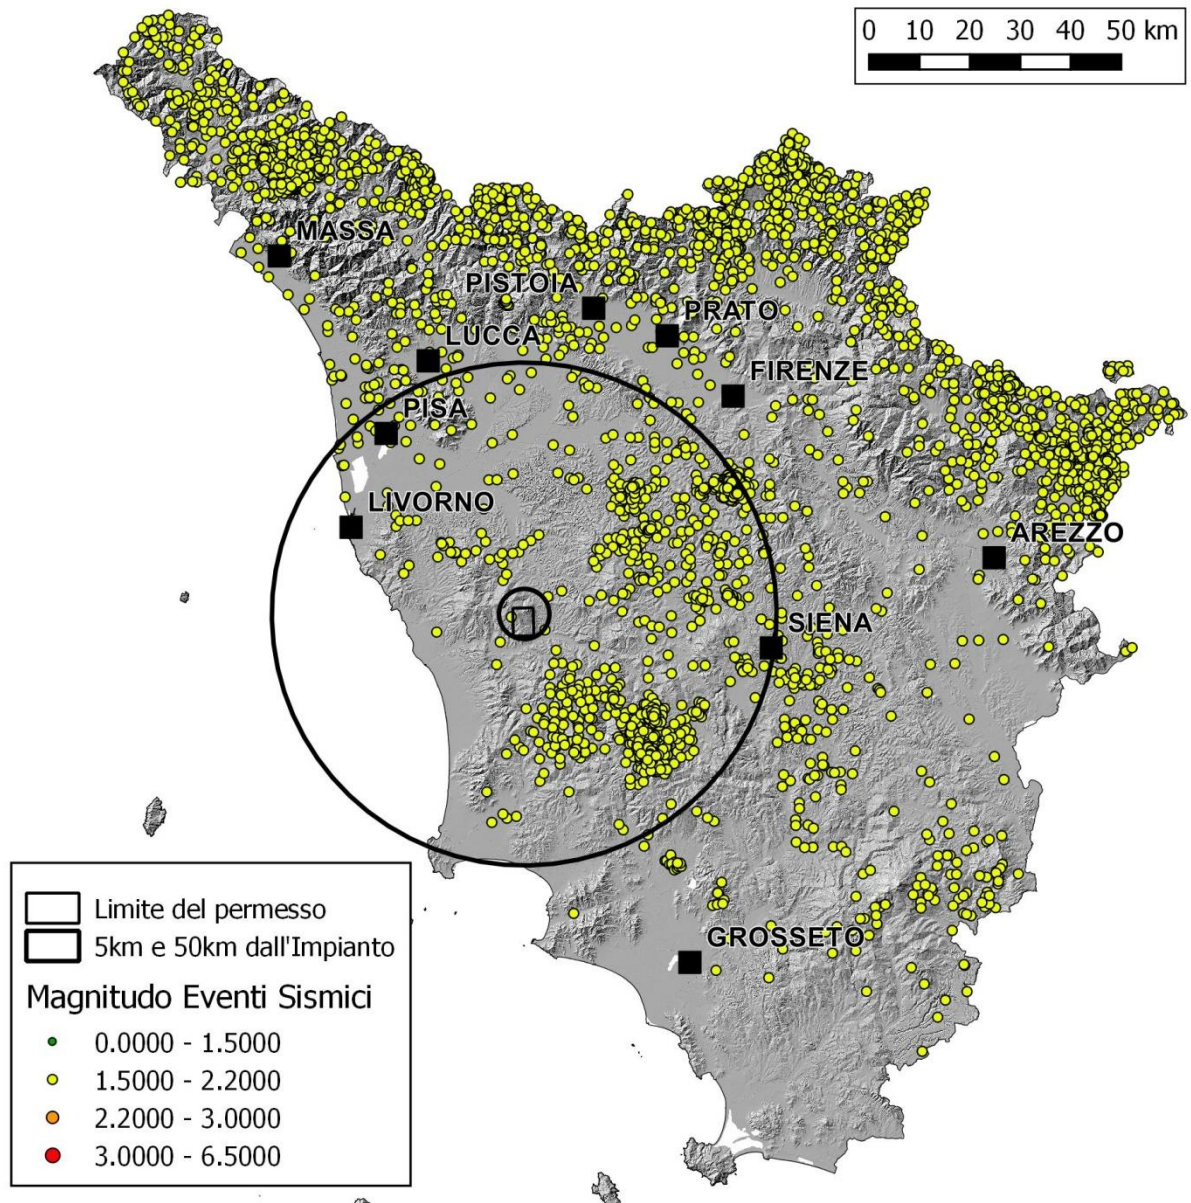 0 10 20 30 40 50 km
MASSA
PISTOIA
PRATO
LUCCA
FIRENZE
PISA
LIVORNO
AREZZO
SIENA
GROSSETO
Limite del permesso
5km e 50km dall'Impianto
Magnitudo Eventi Sismici
0.0000 - 1.5000
1.5000 - 2.2000
2.2000 - 3.0000
3.0000 - 6.5000